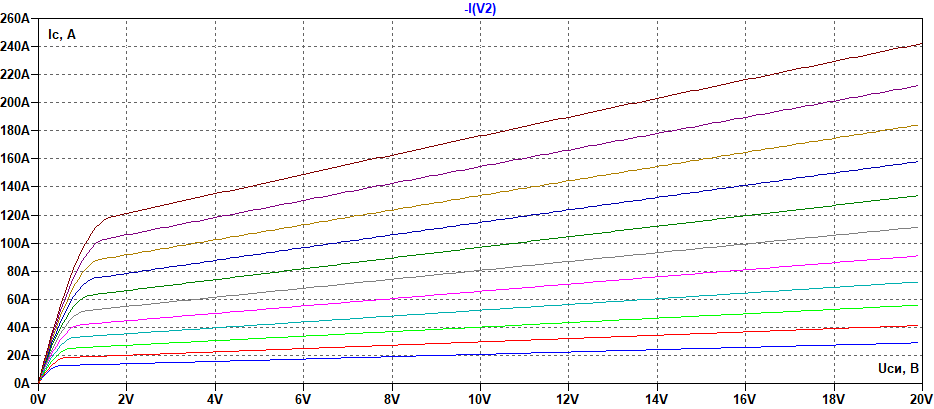 -I(V2)
260A
Ic, A
240A
220A
200A
180A
160A
140A
120A
100A
80A
60A
40A
20A
Uси, В
0A
0V 2V 4V 6V 8V 10V 12V 14V 16V 18V 20V